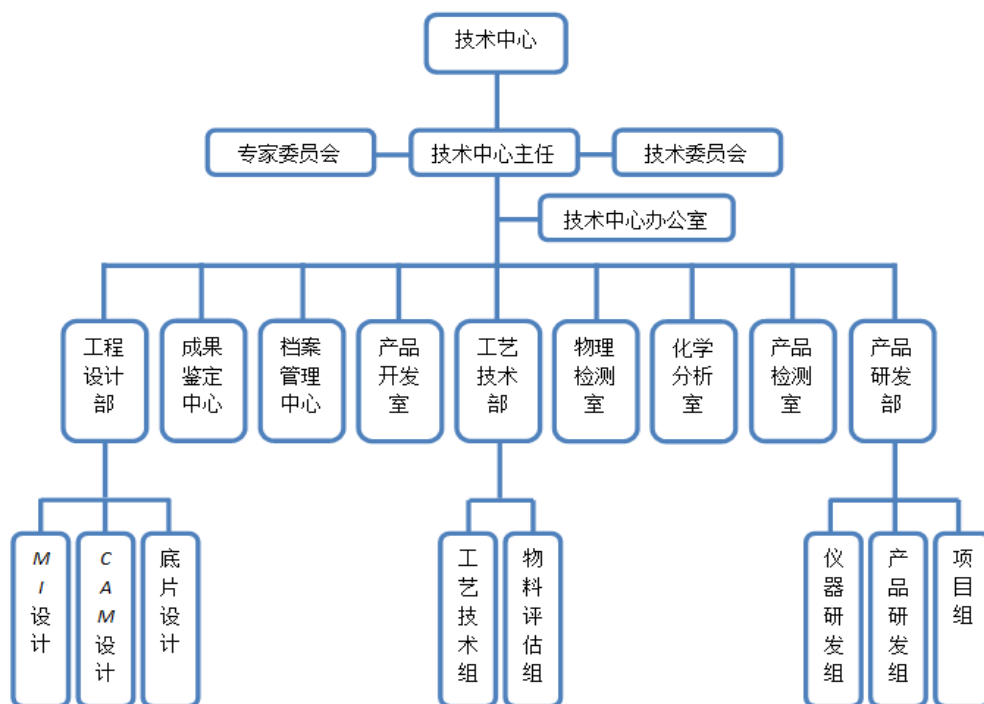 技术中心
专家委员会
技术中心主任
技术委员会
技术中心办公室
工程
设计
部
成果
鉴定
中心
档案
管理
中心
产品
开发
室
工艺
技术
部
物理
检测
室
化学
分析
室
产品
检测
室
产品
研发
部
MI设计
CAM设计
底片设计
工艺技术组
物料评估组
仪器研发组
产品研发组
项目组